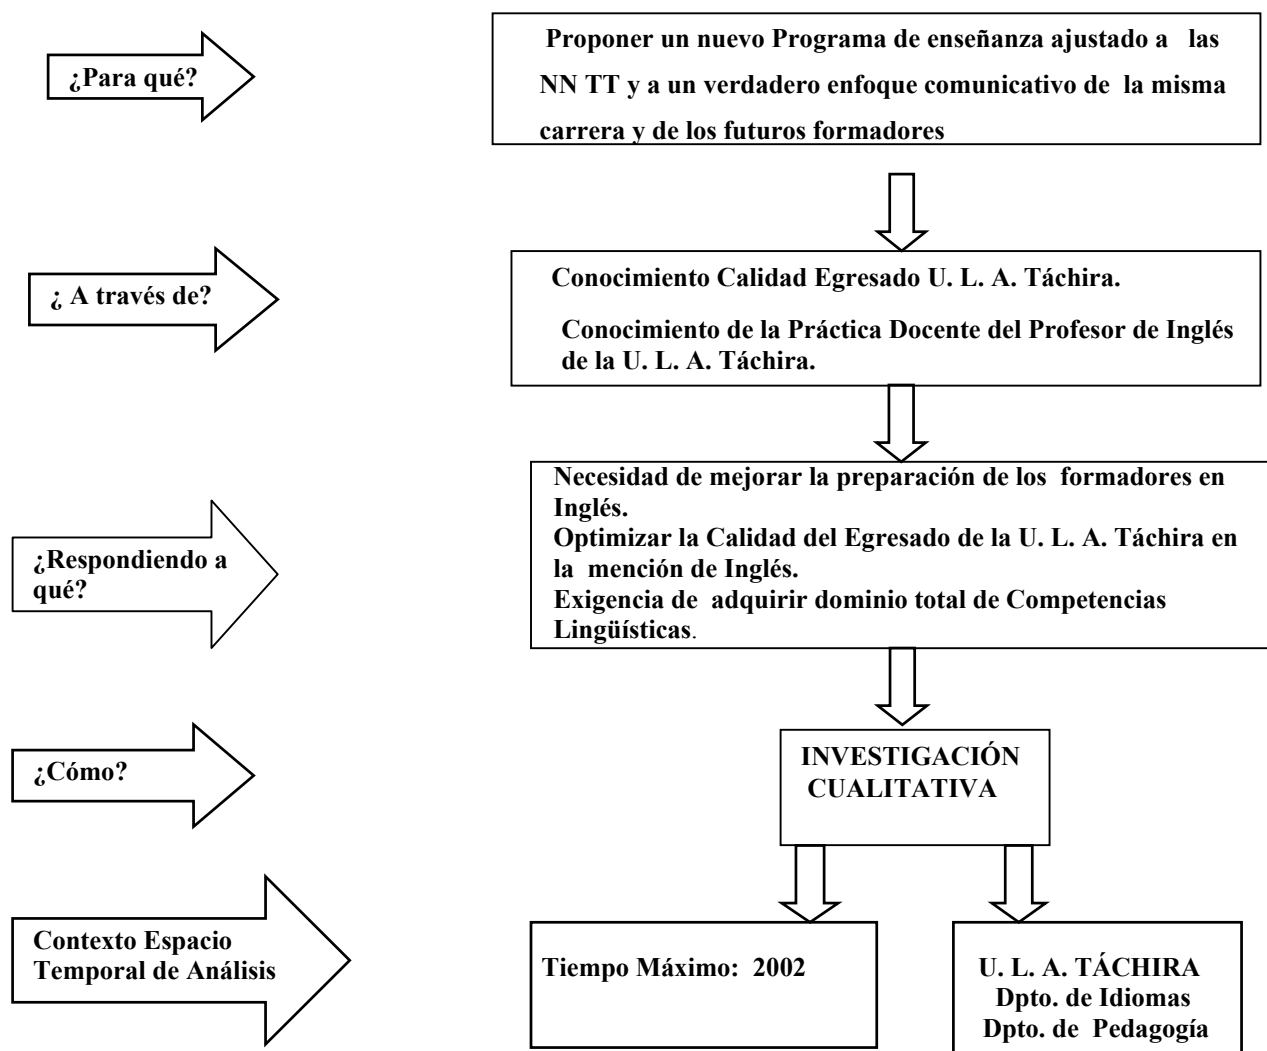 ¿Para qué?
Proponer un nuevo Programa de enseñanza ajustado a las
NN TT y a un verdadero enfoque comunicativo de la misma
carrera y de los futuros formadores
¿ A través de?
Conocimiento Calidad Egresado U. L. A. Táchira.
Conocimiento de la Práctica Docente del Profesor de Inglés
de la U. L. A. Táchira.
¿Respondiendo a
qué?
Necesidad de mejorar la preparación de los formadores en
Inglés.
Optimizar la Calidad del Egresado de la U. L. A. Táchira en
la mención de Inglés.
Exigencia de adquirir dominio total de Competencias
Lingüísticas.
¿Cómo?
INVESTIGACIÓN
CUALITATIVA
Contexto Espacio
Temporal de Análisis
Tiempo Máximo: 2002
U. L. A. TÁCHIRA
Dpto. de Idiomas
Dpto. de Pedagogía